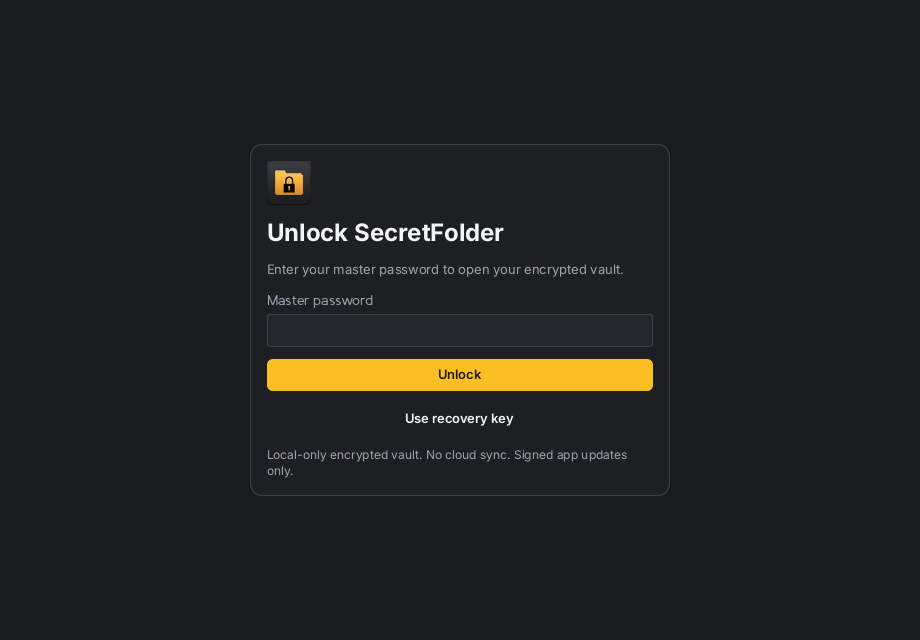 Unlock SecretFolder
Enter your master password to open your encrypted vault.
Master password
Unlock
Use recovery key
Local-only encrypted vault. No cloud sync. Signed app updates
only.